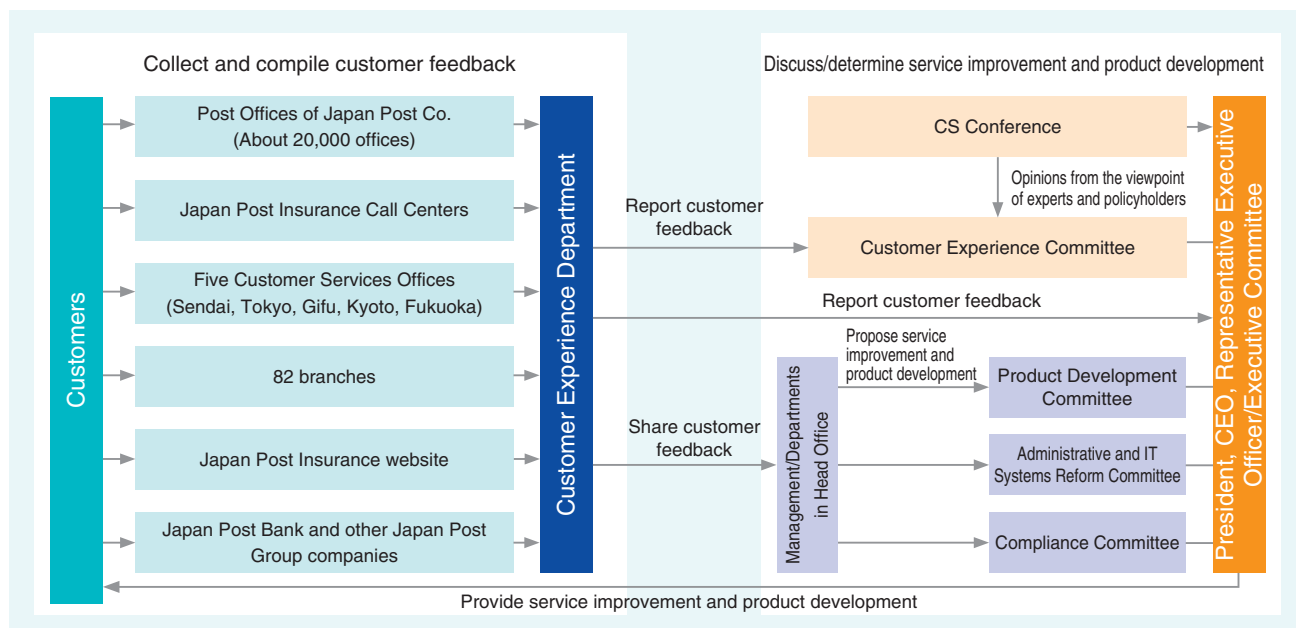 Collect and compile customer feedback
Customers
Post Offices of Japan Post Co.
(About 20,000 offices)
Japan Post Insurance Call Centers
Five Customer Services Offices
(Sendai, Tokyo, Gifu, Kyoto, Fukuoka)
82 branches
Japan Post Insurance website
Japan Post Bank and other Japan Post
Group companies
Customer Experience Department
Report customer
feedback
Share customer
feedback
Discuss/determine service improvement and product development
CS Conference
Opinions from the viewpoint
of experts and policyholders
Customer Experience Committee
Report customer feedback
Management/Departments
in Head Office
Propose service
improvement and
product development
Product Development
Committee
Administrative and IT
Systems Reform Committee
Compliance Committee
President, CEO, Representative Executive
Officer/Executive Committee
Provide service improvement and product development